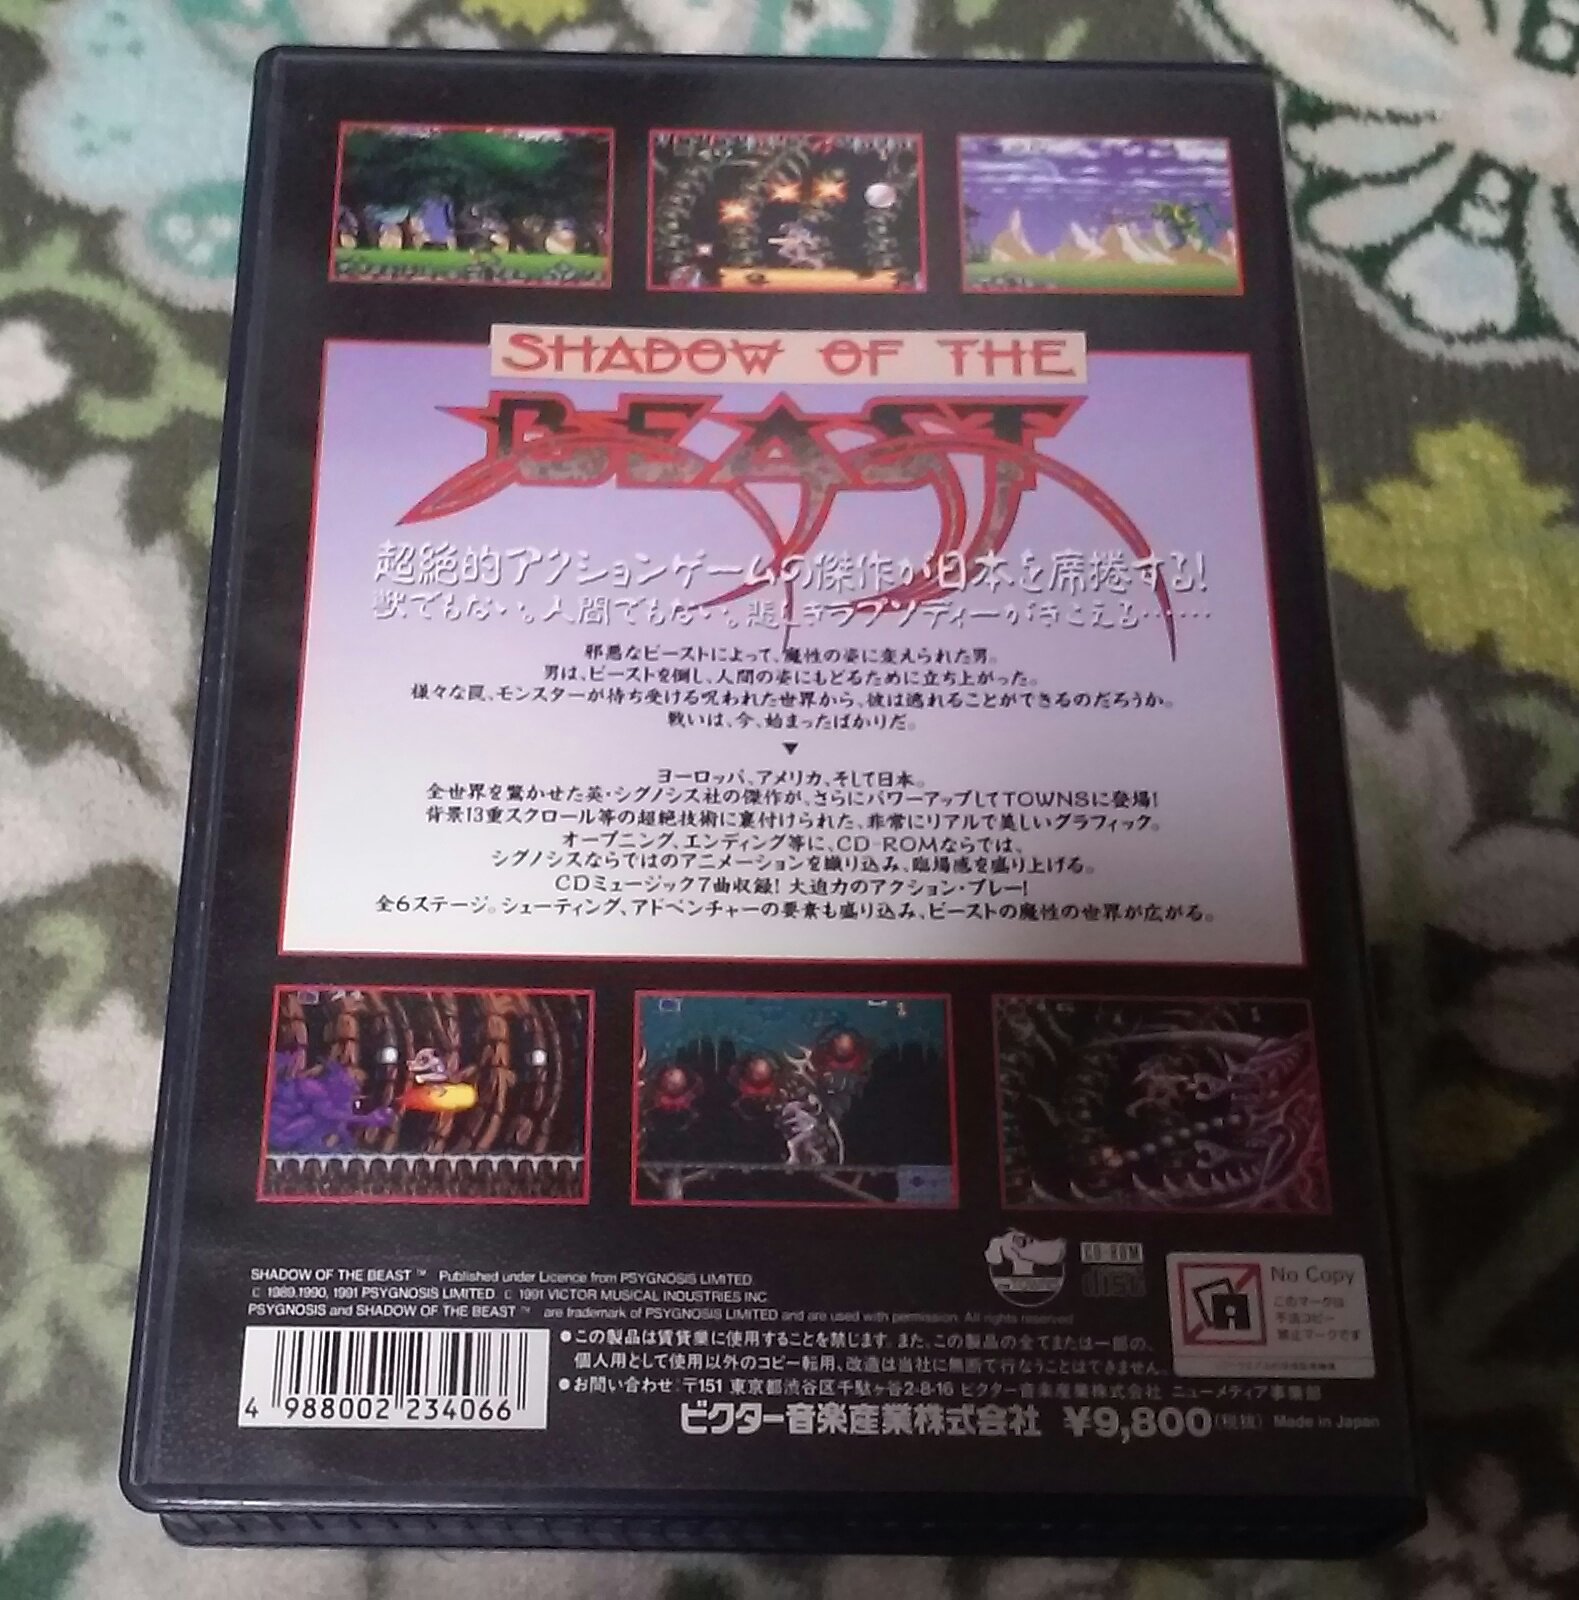 SHADOW OF THE
BEAST
超絶的アクションゲームの傑作が日本を席捲する!
獣でもない。人間でもない。悲しきラプソディーがきこえる……
邪悪なビーストによって、魔性の姿に変えられた男。
男は、ビーストを倒し、人間の姿にもどるために立ち上がった。
様々な罠、モンスターが待ち受ける呪われた世界から、彼は逃れることができるのだろうか。
戦いは、今、始まったばかりだ。
▼
ヨーロッパ、アメリカ、そして日本。
全世界を驚かせた英・シグノシス社の傑作が、さらにパワーアップしてTOWNSに登場!
背景13重スクロール等の超絶技術に裏付けられた、非常にリアルで美しいグラフィック。
オープニング、エンディング等に、CD-ROMならでは、
シグノシスならではのアニメーションを織り込み、臨場感を盛り上げる。
CDミュージック7曲収録! 大迫力のアクション・プレー!
全6ステージ。シューティング、アドベンチャーの要素も盛り込み、ビーストの魔性の世界が広がる。
SHADOW OF THE BEAST ™ Published under Licence from PSYGNOSIS LIMITED.
C 1989,1990, 1991 PSYGNOSIS LIMITED. C 1991 VICTOR MUSICAL INDUSTRIES INC
PSYGNOSIS and SHADOW OF THE BEAST ™ are trademark of PSYGNOSIS LIMITED and are used with permission. All rights reserved
CD-ROM
No Copy
このマークは
不法コピー
禁止マークです
●この製品は賃貸業に使用することを禁じます。また、この製品の全てまたは一部の、
個人用として使用以外のコピー転用、改造は当社に無断で行なうことはできません。
●お問い合わせ:〒151 東京都渋谷区千駄ヶ谷2-8-16 ビクター音楽産業株式会社 ニューメディア事業部
4 988002 234066
ビクター音楽産業株式会社 ¥9,800(税抜) Made in Japan